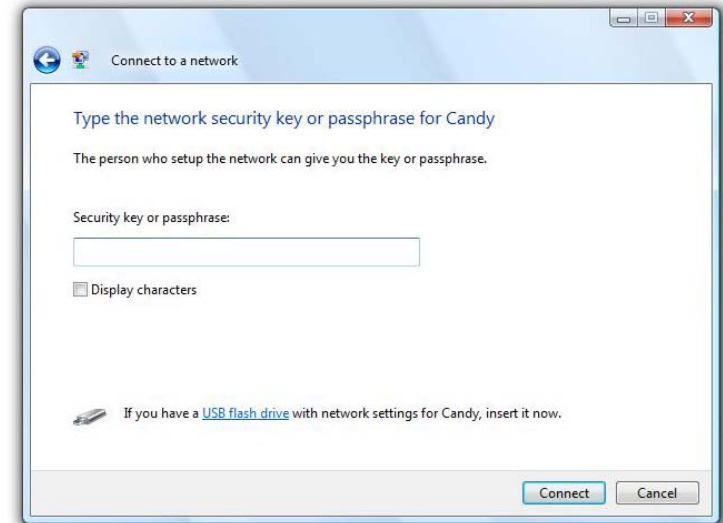 Connect to a network
Type the network security key or passphrase for Candy
The person who setup the network can give you the key or passphrase.
Security key or passphrase:
Display characters
If you have a USB flash drive with network settings for Candy, insert it now.
Connect Cancel